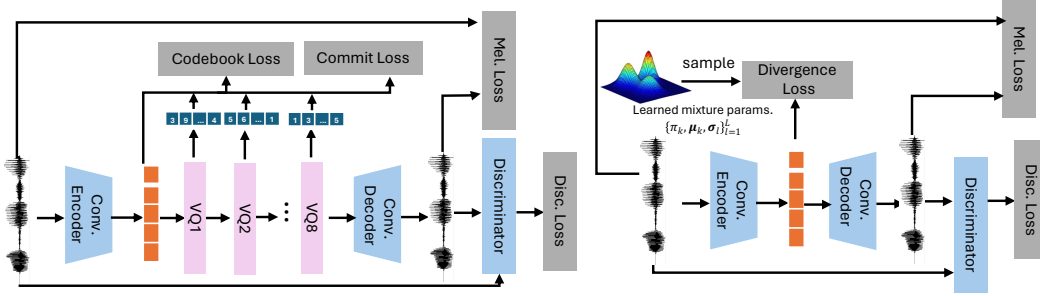 Codebook Loss
Commit Loss
Mel. Loss
3 9 ... 4
5 6 ... 1
1 3 ... 5
Conv.
Encoder
VQ1
VQ2
...
VQ8
Conv.
Decoder
Discriminator
Disc. Loss
sample
Divergence
Loss
Mel. Loss
Learned mixture params.
{π_k, μ_k, σ_l}_{l=1}^L
Conv.
Encoder
Conv.
Decoder
Discriminator
Disc. Loss